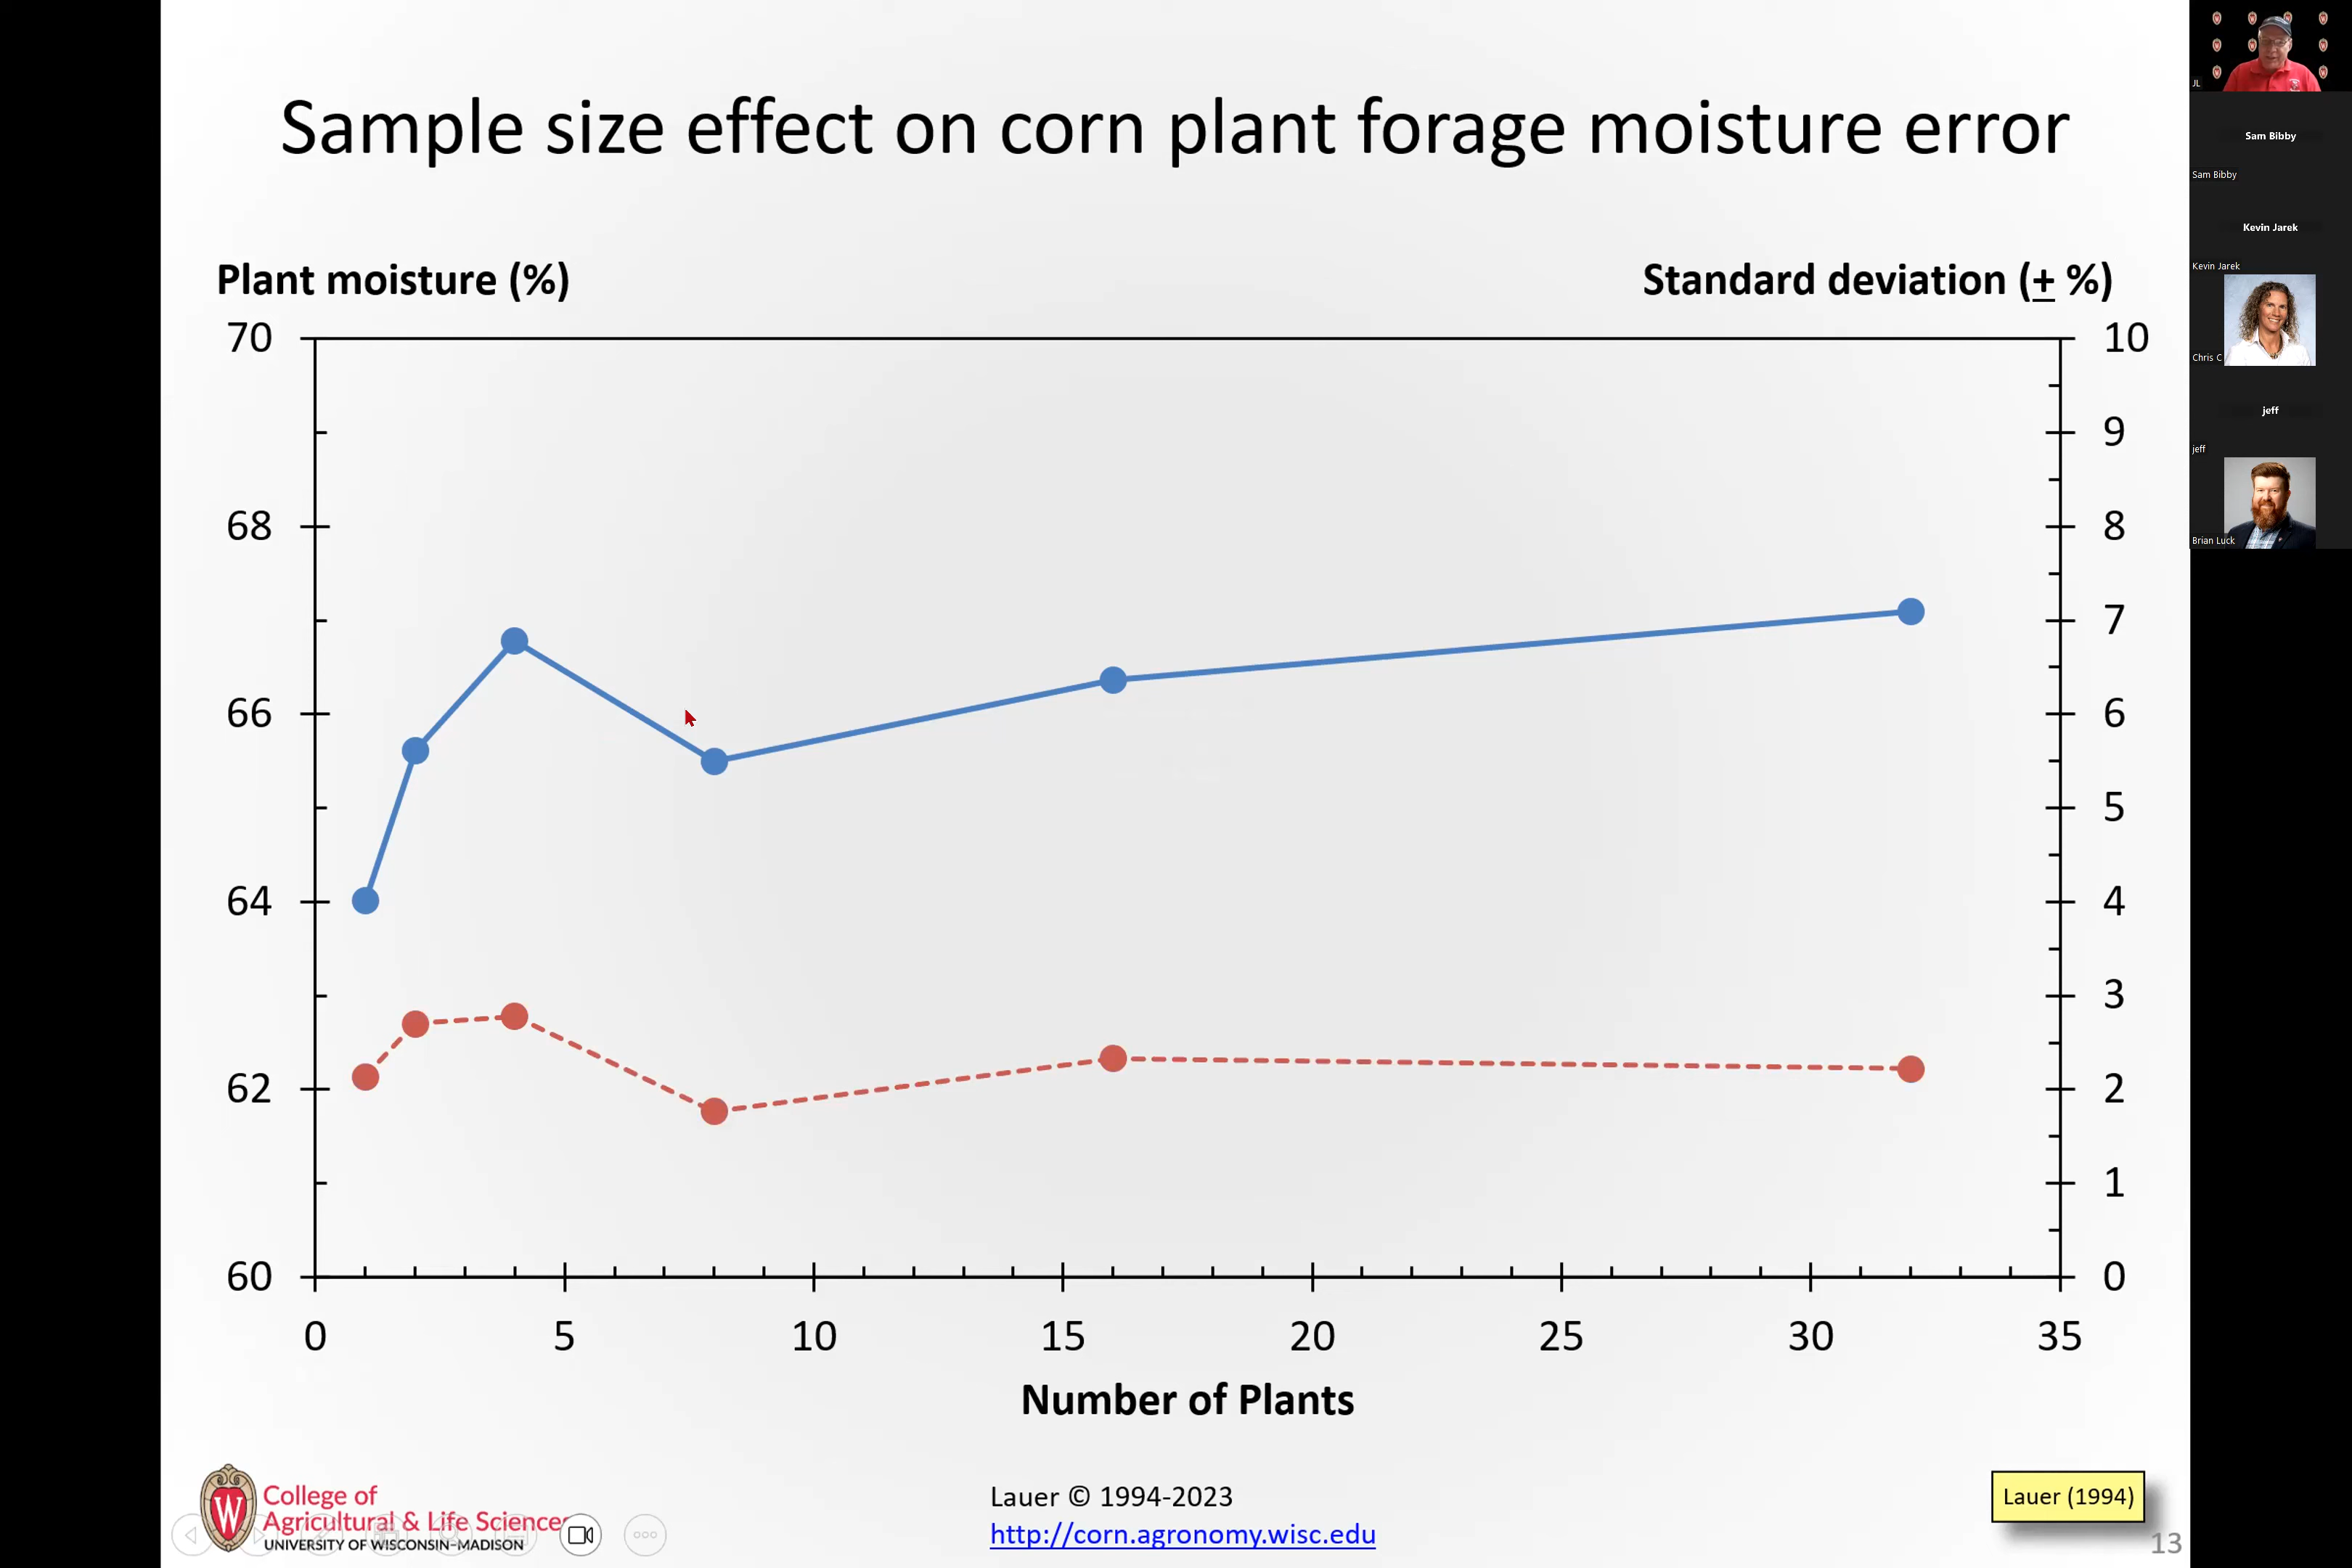 Sample size effect on corn plant forage moisture error
Plant moisture (%)
Standard deviation (± %)
70
68
66
64
62
60
10
9
8
7
6
5
4
3
2
1
0
0 5 10 15 20 25 30 35
Number of Plants
College of
Agricultural & Life Sciences
UNIVERSITY OF WISCONSIN-MADISON
W
Lauer © 1994-2023
http://corn.agronomy.wisc.edu
Lauer (1994)
13
JL
Sam Bibby
Sam Bibby
Kevin Jarek
Kevin Jarek
Chris C
jeff
jeff
Brian Luck